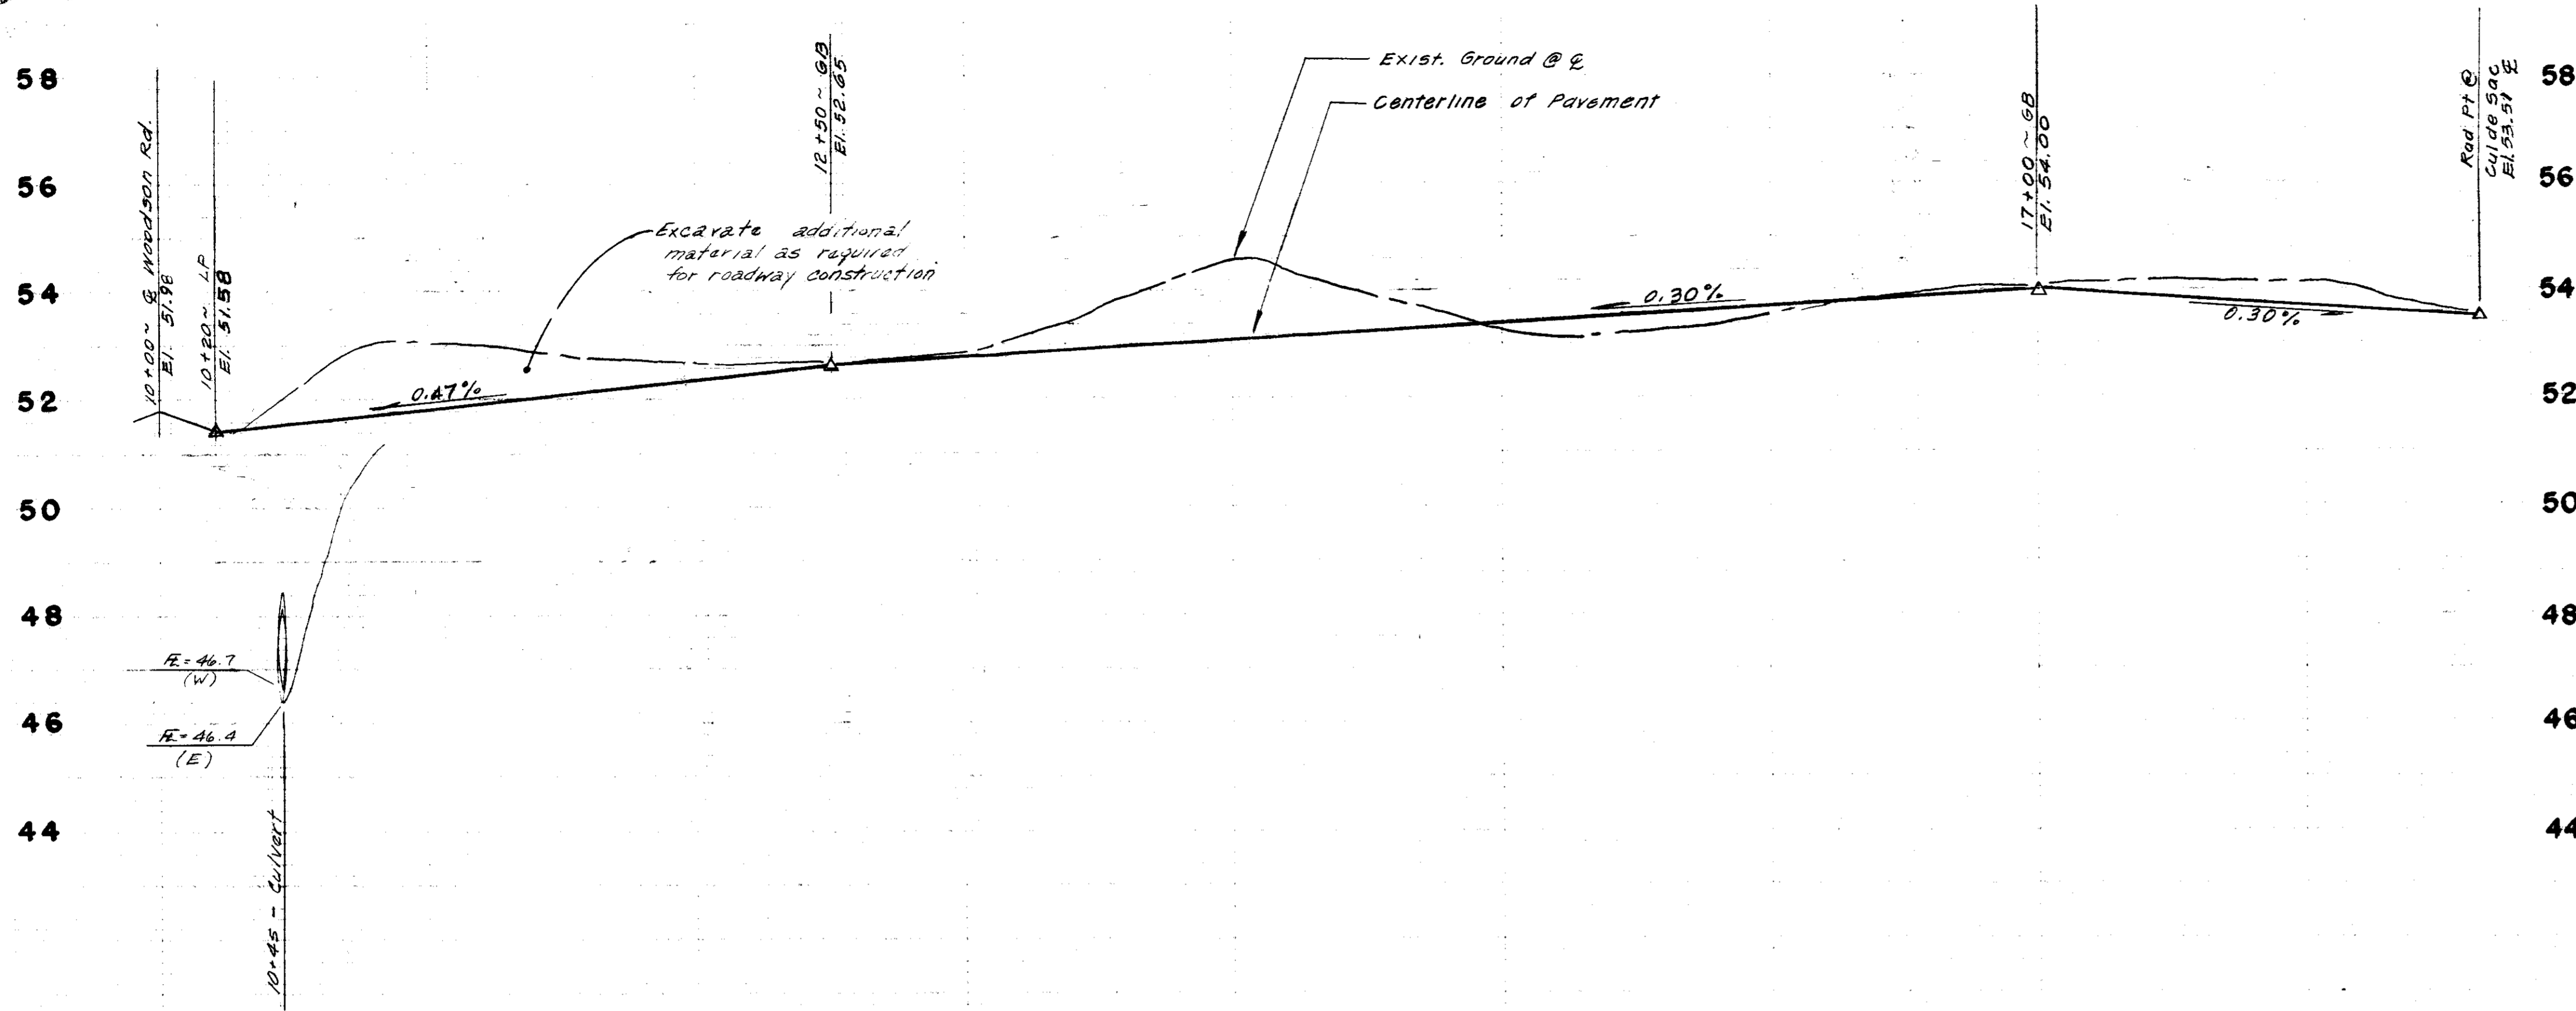 58
56
54
52
50
48
46
44
10+00 ~ ℄ Woodson Rd.
El. 51.98
10+20 ~ LP
El. 51.58
12+50 ~ GB
El. 52.65
Excavate additional
material as required
for roadway construction
Exist. Ground @ ℄
Centerline of Pavement
17+00 ~ GB
El. 54.00
Rad Pt @
Cul de Sac ℄
El. 53.51
0.47%
0.30%
0.30%
FL = 46.7
(W)
FL = 46.4
(E)
10+45 - Culvert
58
56
54
52
50
48
46
44